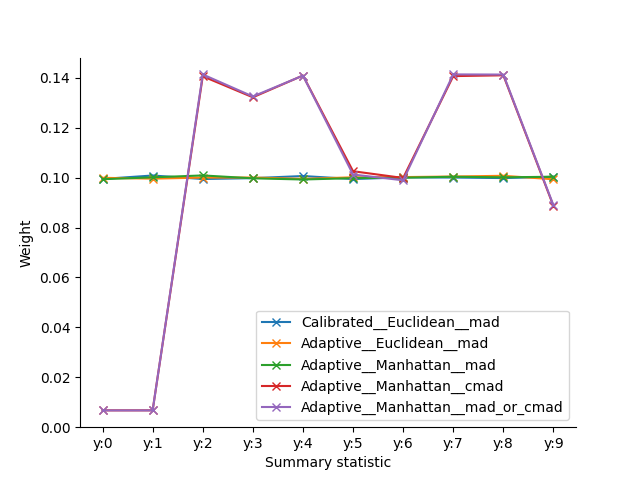 0.14
0.12
0.10
0.08
0.06
0.04
0.02
0.00
Weight
Calibrated__Euclidean__mad
Adaptive__Euclidean__mad
Adaptive__Manhattan__mad
Adaptive__Manhattan__cmad
Adaptive__Manhattan__mad_or_cmad
y:0 y:1 y:2 y:3 y:4 y:5 y:6 y:7 y:8 y:9
Summary statistic